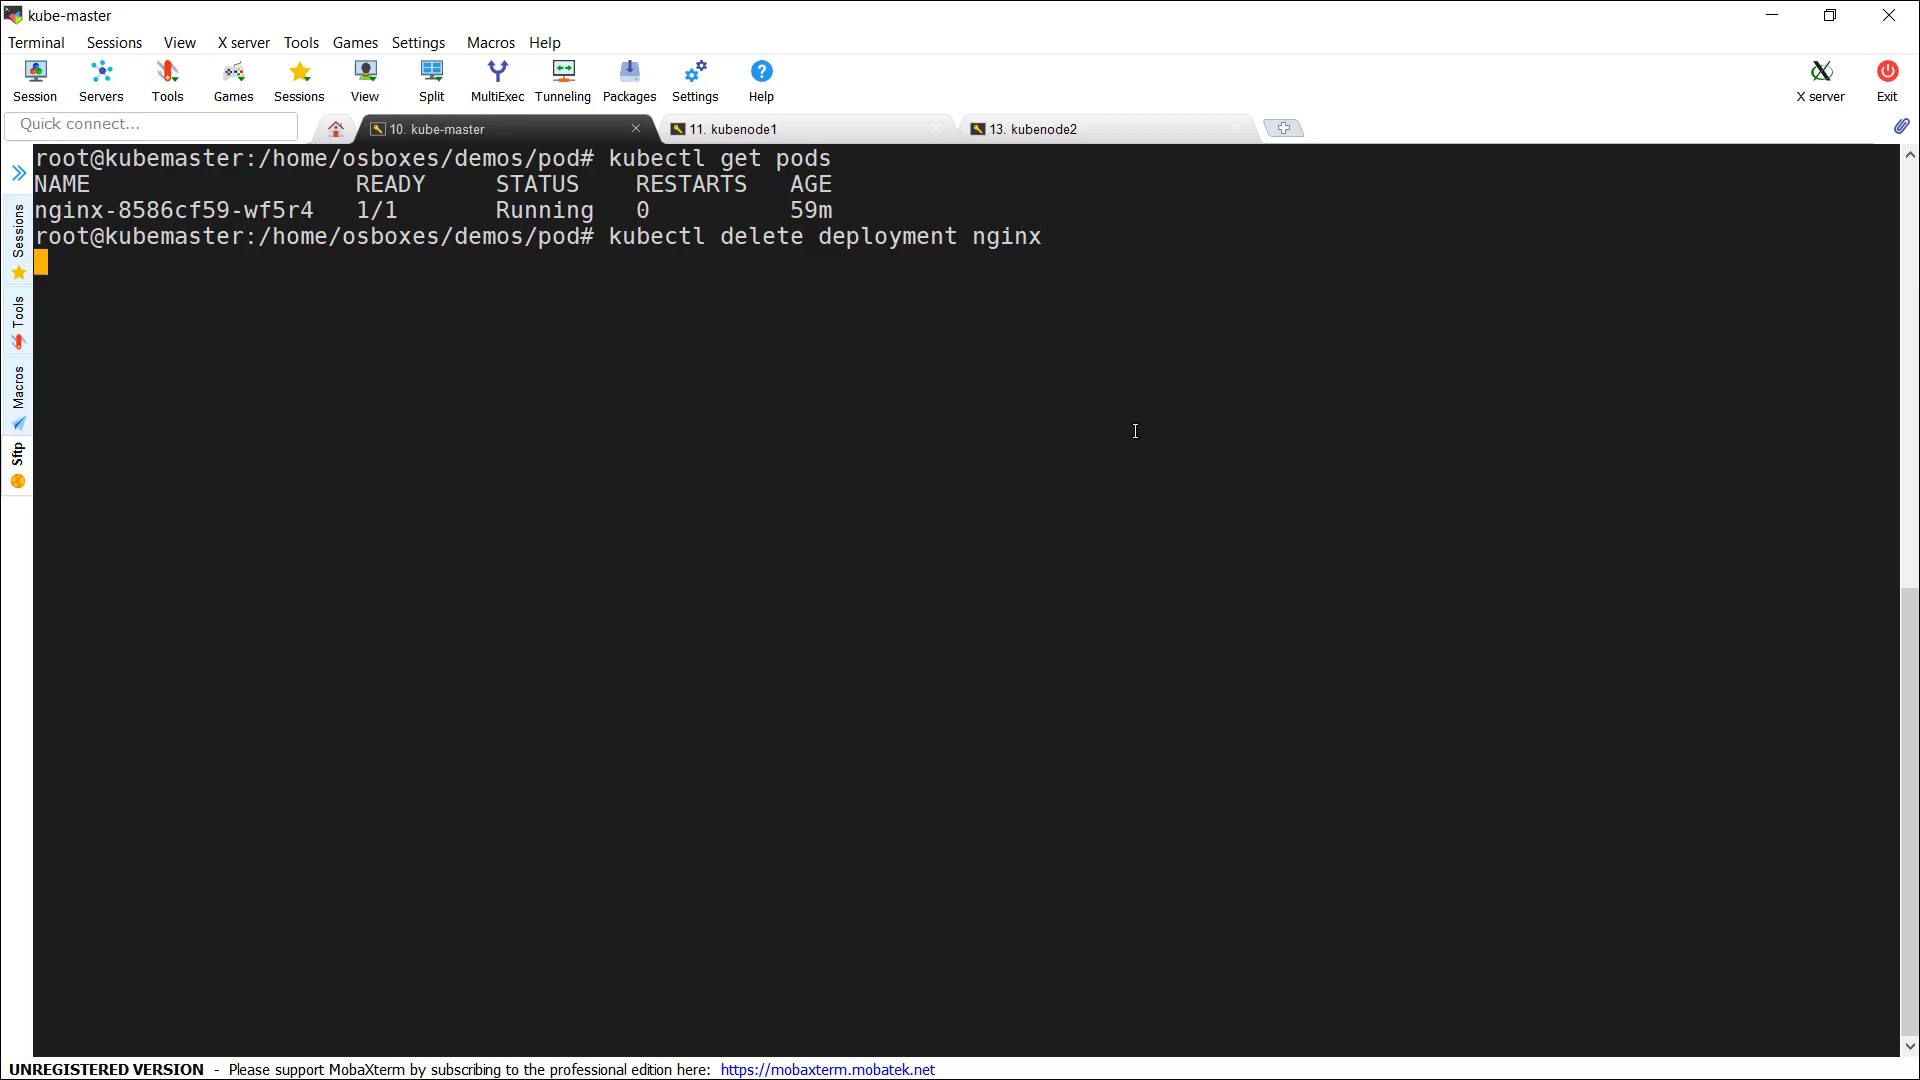 kube-master
Terminal Sessions View X server Tools Games Settings Macros Help
Session Servers Tools Games Sessions View Split MultiExec Tunneling Packages Settings Help X server Exit
Quick connect... 10. kube-master 11. kubenode1 13. kubenode2
root@kubemaster:/home/osboxes/demos/pod# kubectl get pods
NAME READY STATUS RESTARTS AGE
nginx-8586cf59-wf5r4 1/1 Running 0 59m
root@kubemaster:/home/osboxes/demos/pod# kubectl delete deployment nginx
Sessions
Tools
Macros
Sftp
UNREGISTERED VERSION - Please support MobaXterm by subscribing to the professional edition here: https://mobaxterm.mobatek.net